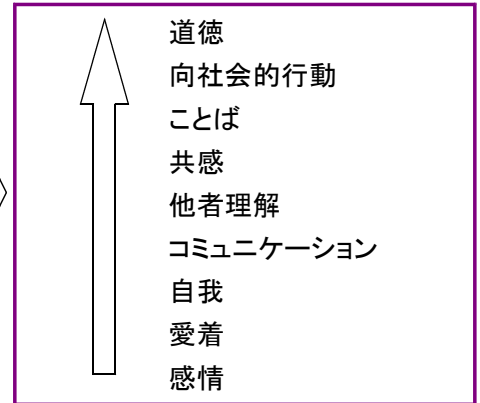 道徳
向社会的行動
ことば
共感
他者理解
コミュニケーション
自我
愛着
感情